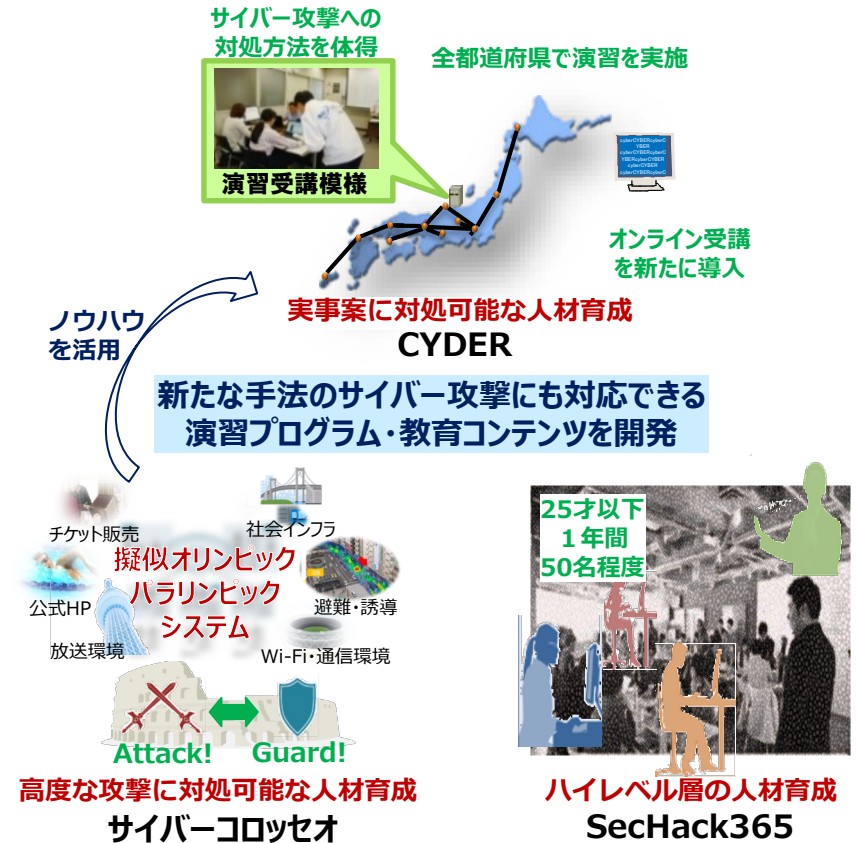 サイバー攻撃への
対処方法を体得
全都道府県で演習を実施
演習受講模様
cyberCYBERcyberC
YBER
cyberCYBERcyberC
YBERcyberCYBER
cyberCYBER
cyberCYBERcyberC
オンライン受講
を新たに導入
実事案に対処可能な人材育成
CYDER
ノウハウ
を活用
新たな手法のサイバー攻撃にも対応できる
演習プログラム・教育コンテンツを開発
チケット販売
社会インフラ
擬似オリンピック
パラリンピック
システム
公式HP
避難・誘導
放送環境
Wi-Fi・通信環境
Attack!
Guard!
高度な攻撃に対処可能な人材育成
サイバーコロッセオ
25才以下
1年間
50名程度
ハイレベル層の人材育成
SecHack365